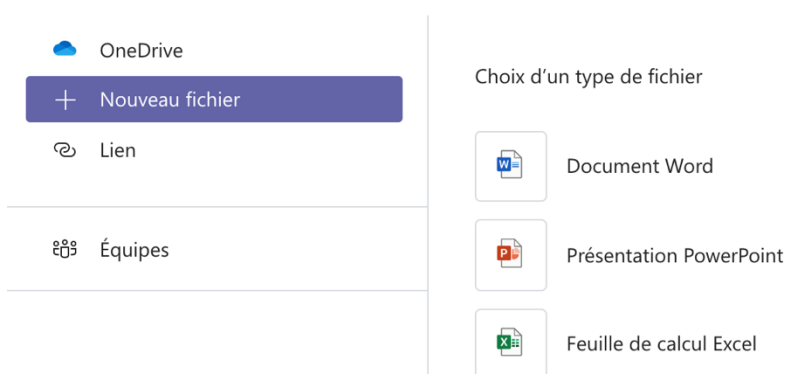 OneDrive
Nouveau fichier
Lien
Équipes
Choix d'un type de fichier
Document Word
Présentation PowerPoint
Feuille de calcul Excel